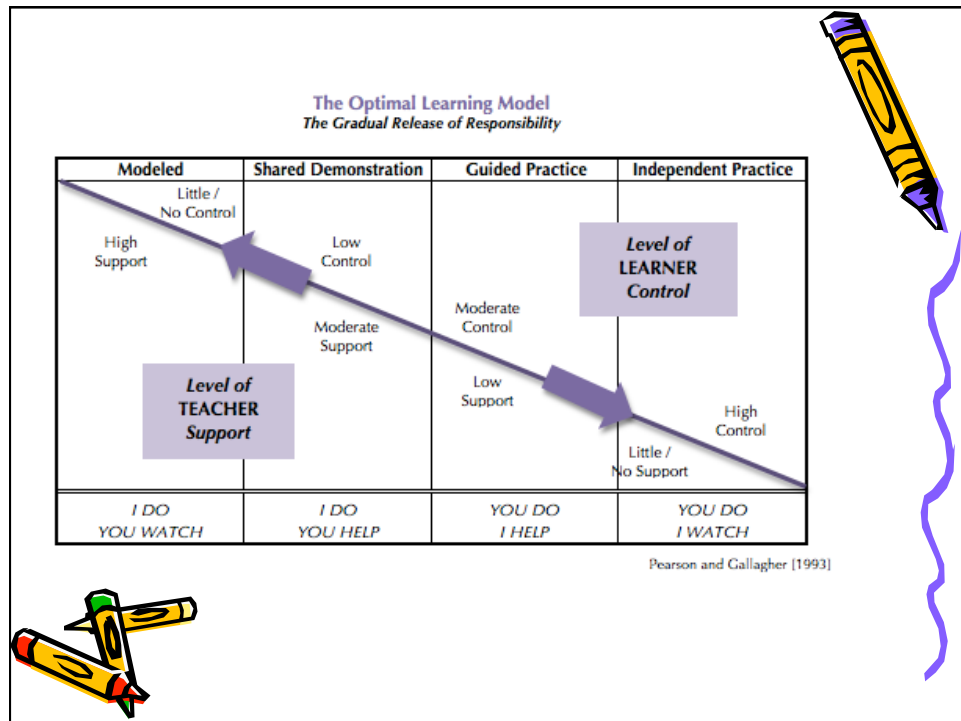 The Optimal Learning Model
The Gradual Release of Responsibility
Modeled
Shared Demonstration
Guided Practice
Independent Practice
Little /
No Control
High
Support
Low
Control
Moderate
Support
Level of
TEACHER
Support
Moderate
Control
Low
Support
Level of
LEARNER
Control
High
Control
Little /
No Support
I DO
YOU WATCH
I DO
YOU HELP
YOU DO
I HELP
YOU DO
I WATCH
Pearson and Gallagher [1993]